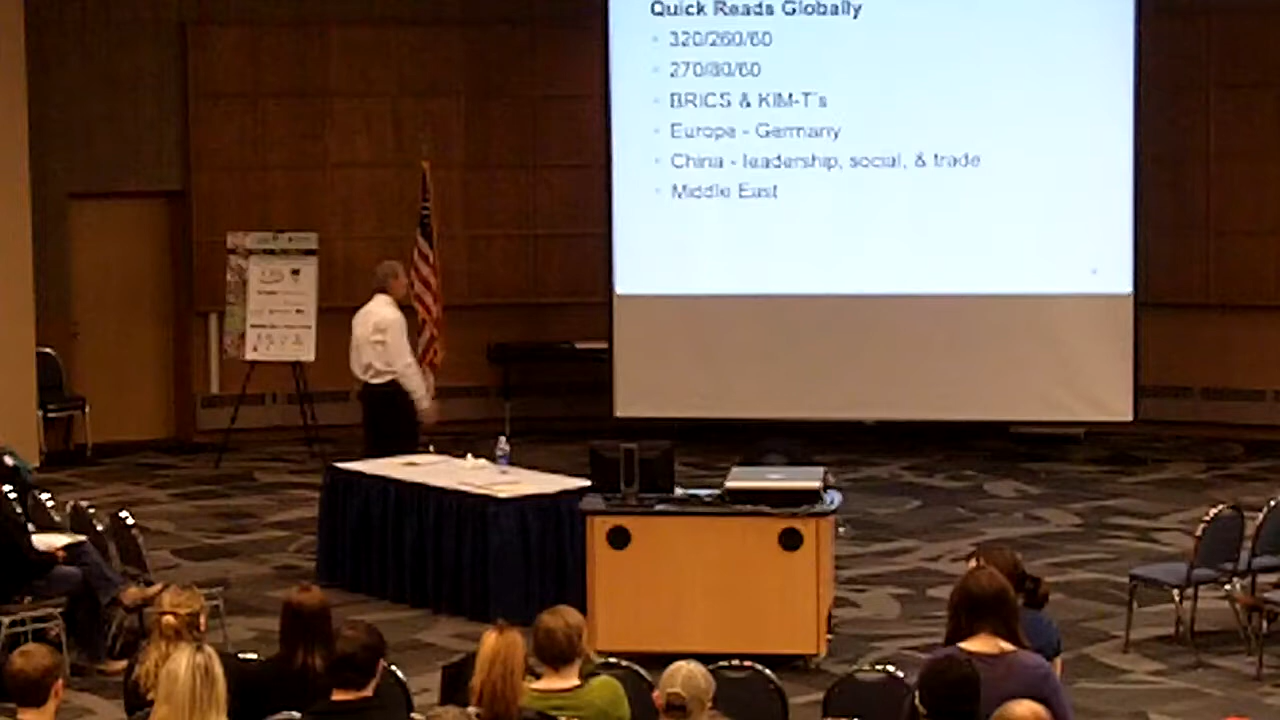 Quick Reads Globally
320/260/60
270/80/60
BRICS & KIM-T's
Europe - Germany
China - leadership, social, & trade
Middle East